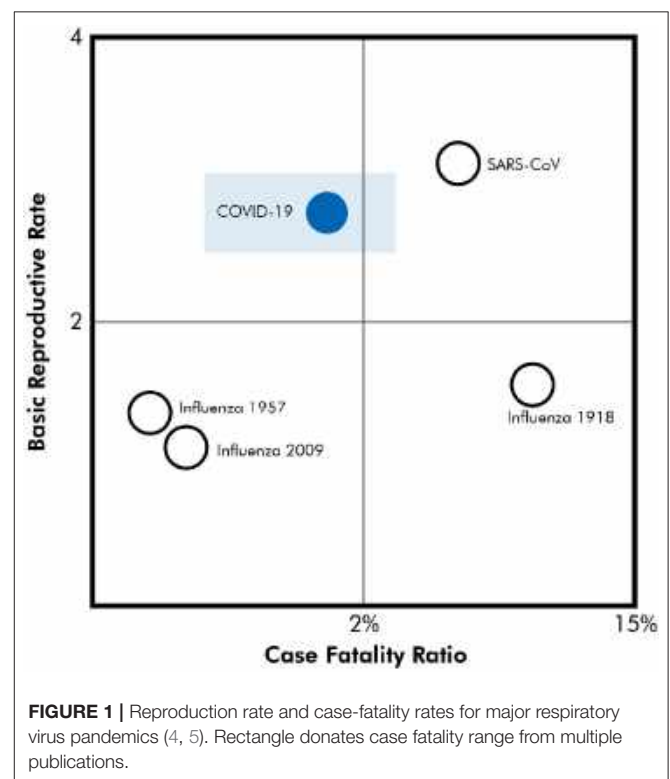 4
SARS-CoV
COVID-19
Basic Reproductive Rate
2
Influenza 1957
Influenza 2009
Influenza 1918
2%
15%
Case Fatality Ratio
FIGURE 1 | Reproduction rate and case-fatality rates for major respiratory
virus pandemics (4, 5). Rectangle donates case fatality range from multiple
publications.